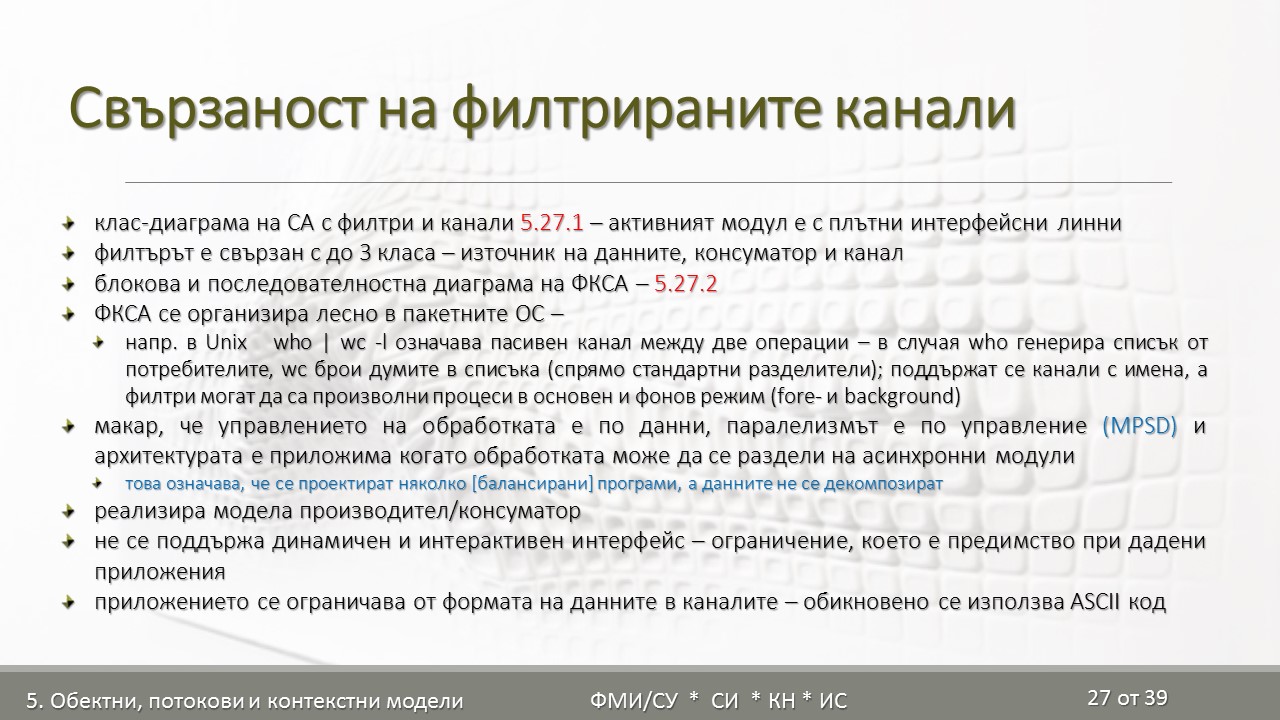 Свързаност на филтрираните канали
клас-диаграма на СА с филтри и канали 5.27.1 – активният модул е с плътни интерфейсни линни
филтърът е свързан с до 3 класа – източник на данните, консуматор и канал
блокова и последователностна диаграма на ФКСА – 5.27.2
ФКСА се организира лесно в пакетните ОС –
напр. в Unix who | wc -l означава пасивен канал между две операции – в случая who генерира списък от
потребителите, wc брои думите в списъка (спрямо стандартни разделители); поддържат се канали с имена, а
филтри могат да са произволни процеси в основен и фонов режим (fore- и background)
макар, че управлението на обработката е по данни, паралелизмът е по управление (MPSD) и
архитектурата е приложима когато обработката може да се раздели на асинхронни модули
това означава, че се проектират няколко [балансирани] програми, а данните не се декомпозират
реализира модела производител/консуматор
не се поддържа динамичен и интерактивен интерфейс – ограничение, което е предимство при дадени
приложения
приложението се ограничава от формата на данните в каналите – обикновено се използва ASCII код
5. Обектни, потокови и контекстни модели
ФМИ/СУ * СИ * КН * ИС
27 от 39